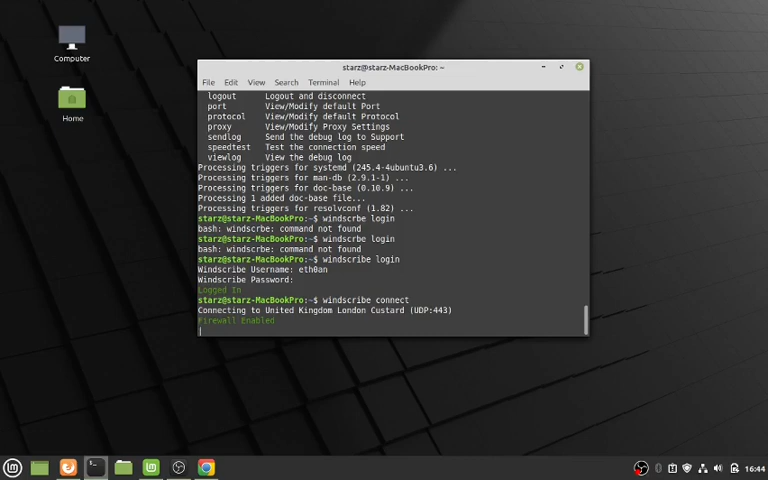 Computer
Home
starz@starz-MacBookPro: ~
File Edit View Search Terminal Help
logout Logout and disconnect
port View/Modify default Port
protocol View/Modify default Protocol
proxy View/Modify Proxy Settings
sendlog Send the debug log to Support
speedtest Test the connection speed
viewlog View the debug log
Processing triggers for systemd (245.4-4ubuntu3.6) ...
Processing triggers for man-db (2.9.1-1) ...
Processing triggers for doc-base (0.10.9) ...
Processing 1 added doc-base file...
Processing triggers for resolvconf (1.82) ...
starz@starz-MacBookPro:~$ windscrbe login
bash: windscrbe: command not found
starz@starz-MacBookPro:~$ windscrbe login
bash: windscrbe: command not found
starz@starz-MacBookPro:~$ windscribe login
Windscribe Username: eth0an
Windscribe Password:
Logged In
starz@starz-MacBookPro:~$ windscribe connect
Connecting to United Kingdom London Custard (UDP:443)
Firewall Enabled
16:44